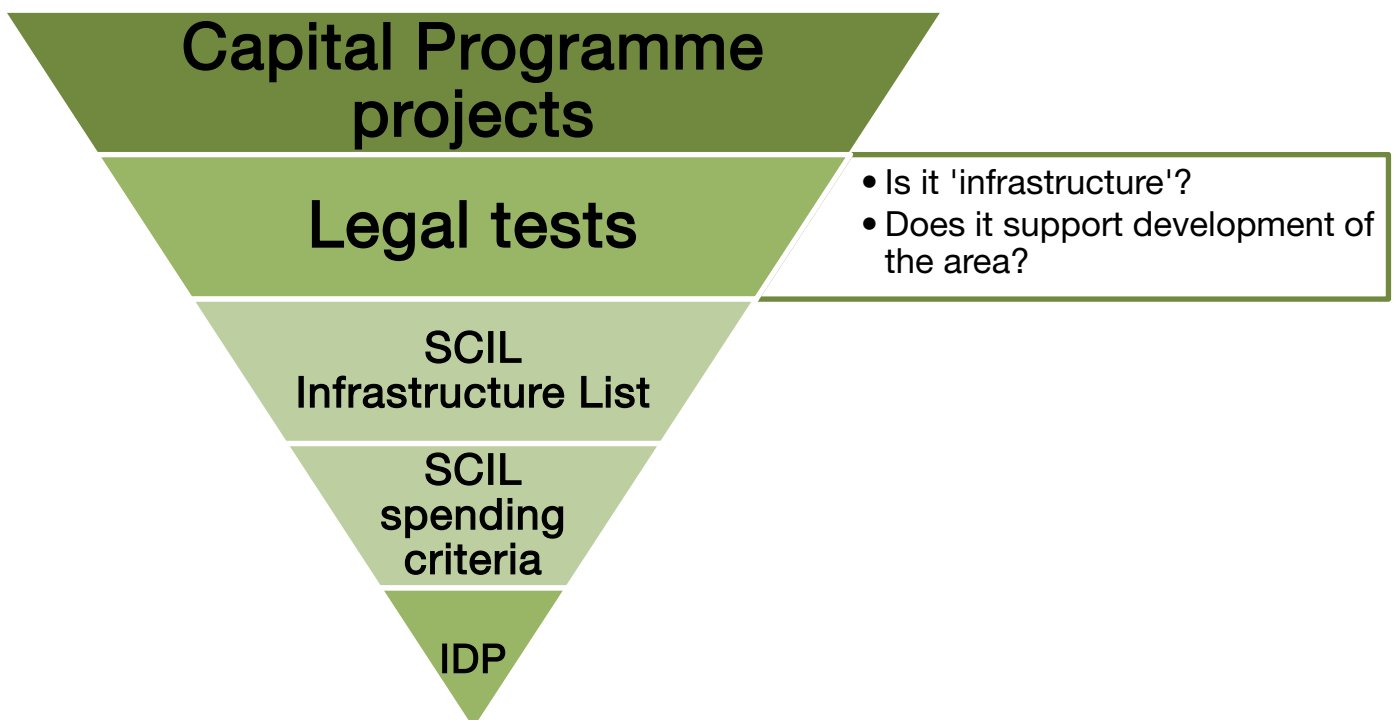 Capital Programme
projects
Legal tests
• Is it 'infrastructure'?
• Does it support development of
the area?
SCIL
Infrastructure List
SCIL
spending
criteria
IDP